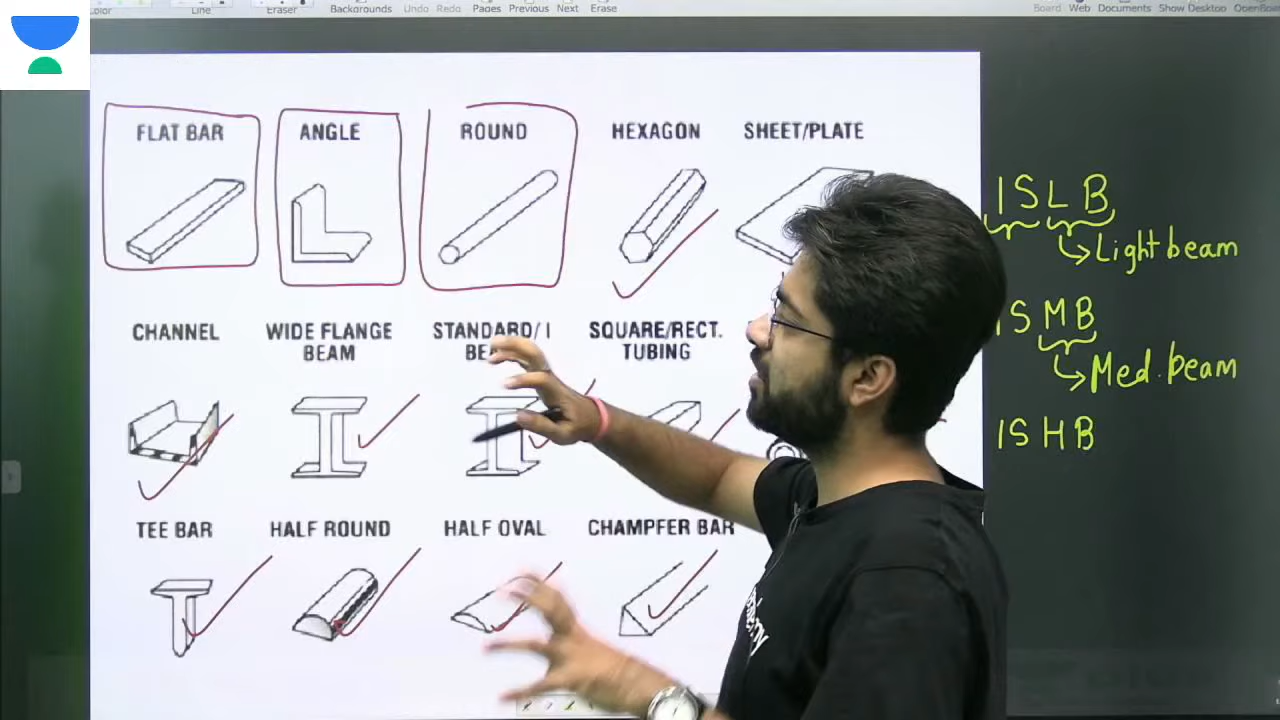 Color Line Eraser Backgrounds Undo Redo Pages Previous Next Erase Board Web Documents Show Desktop
FLAT BAR ANGLE ROUND HEXAGON SHEET/PLATE
CHANNEL WIDE FLANGE BEAM STANDARD/ I SQUARE/RECT. TUBING
TEE BAR HALF ROUND HALF OVAL CHAMPFER BAR
ISLB
Light beam
ISMB
Med. beam
ISHB